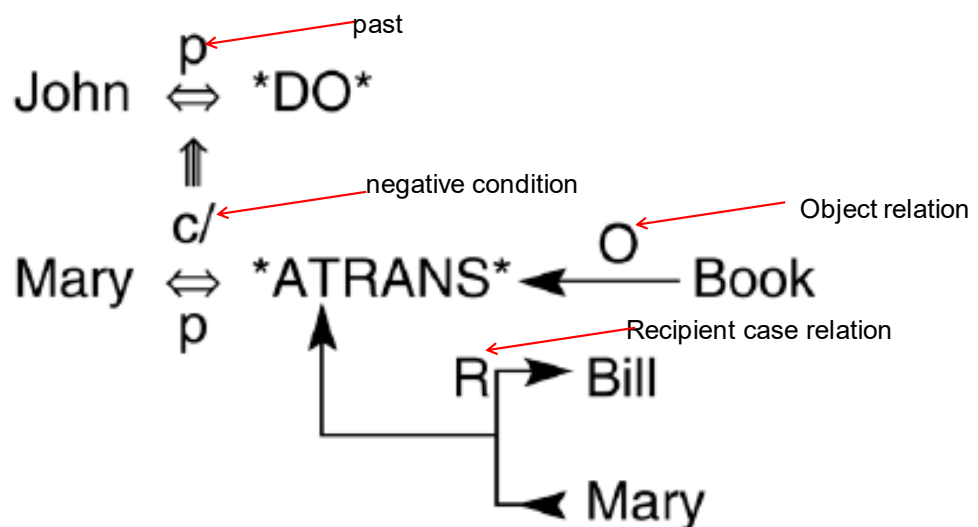 p past
John ⇔ *DO*
⇑
c/ negative condition
O Object relation
Mary ⇔ *ATRANS* Book
p
Recipient case relation
R Bill
Mary